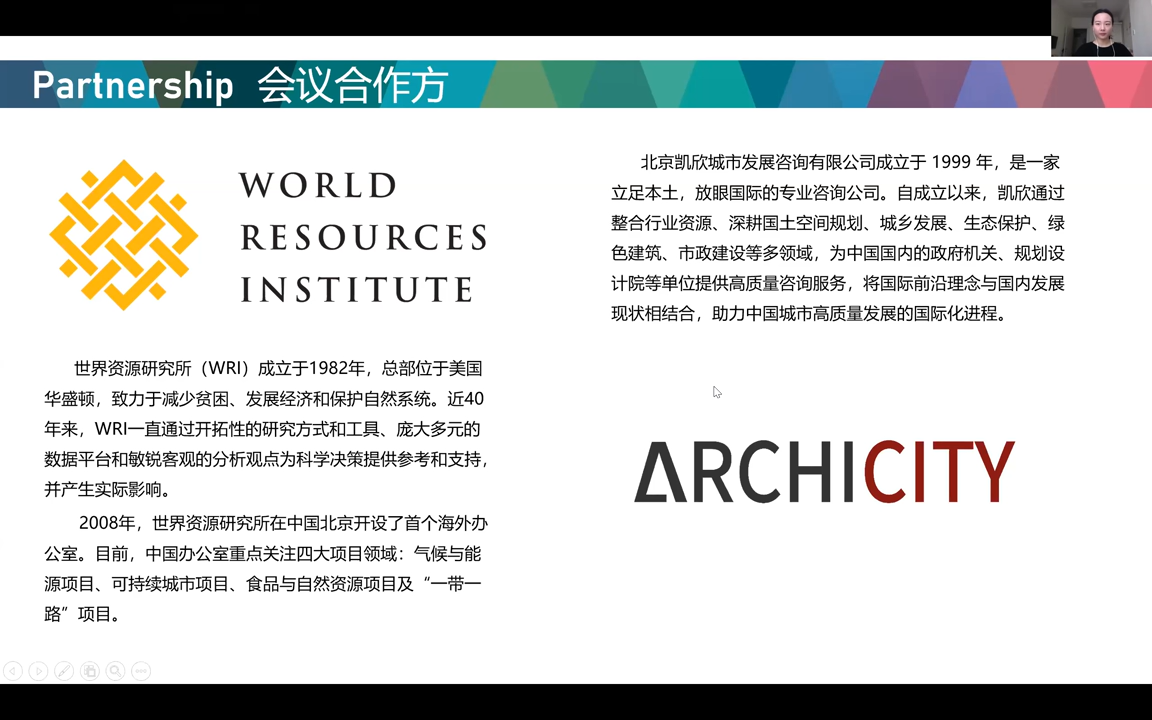 Partnership 会议合作方
WORLD
RESOURCES
INSTITUTE
世界资源研究所（WRI）成立于1982年，总部位于美国
华盛顿，致力于减少贫困、发展经济和保护自然系统。近40
年来，WRI一直通过开拓性的研究方式和工具、庞大多元的
数据平台和敏锐客观的分析观点为科学决策提供参考和支持，
并产生实际影响。
2008年，世界资源研究所在中国北京开设了首个海外办
公室。目前，中国办公室重点关注四大项目领域：气候与能
源项目、可持续城市项目、食品与自然资源项目及“一带一
路”项目。
北京凯欣城市发展咨询有限公司成立于 1999 年，是一家
立足本土，放眼国际的专业咨询公司。自成立以来，凯欣通过
整合行业资源、深耕国土空间规划、城乡发展、生态保护、绿
色建筑、市政建设等多领域，为中国国内的政府机关、规划设
计院等单位提供高质量咨询服务，将国际前沿理念与国内发展
现状相结合，助力中国城市高质量发展的国际化进程。
ARCHICITY